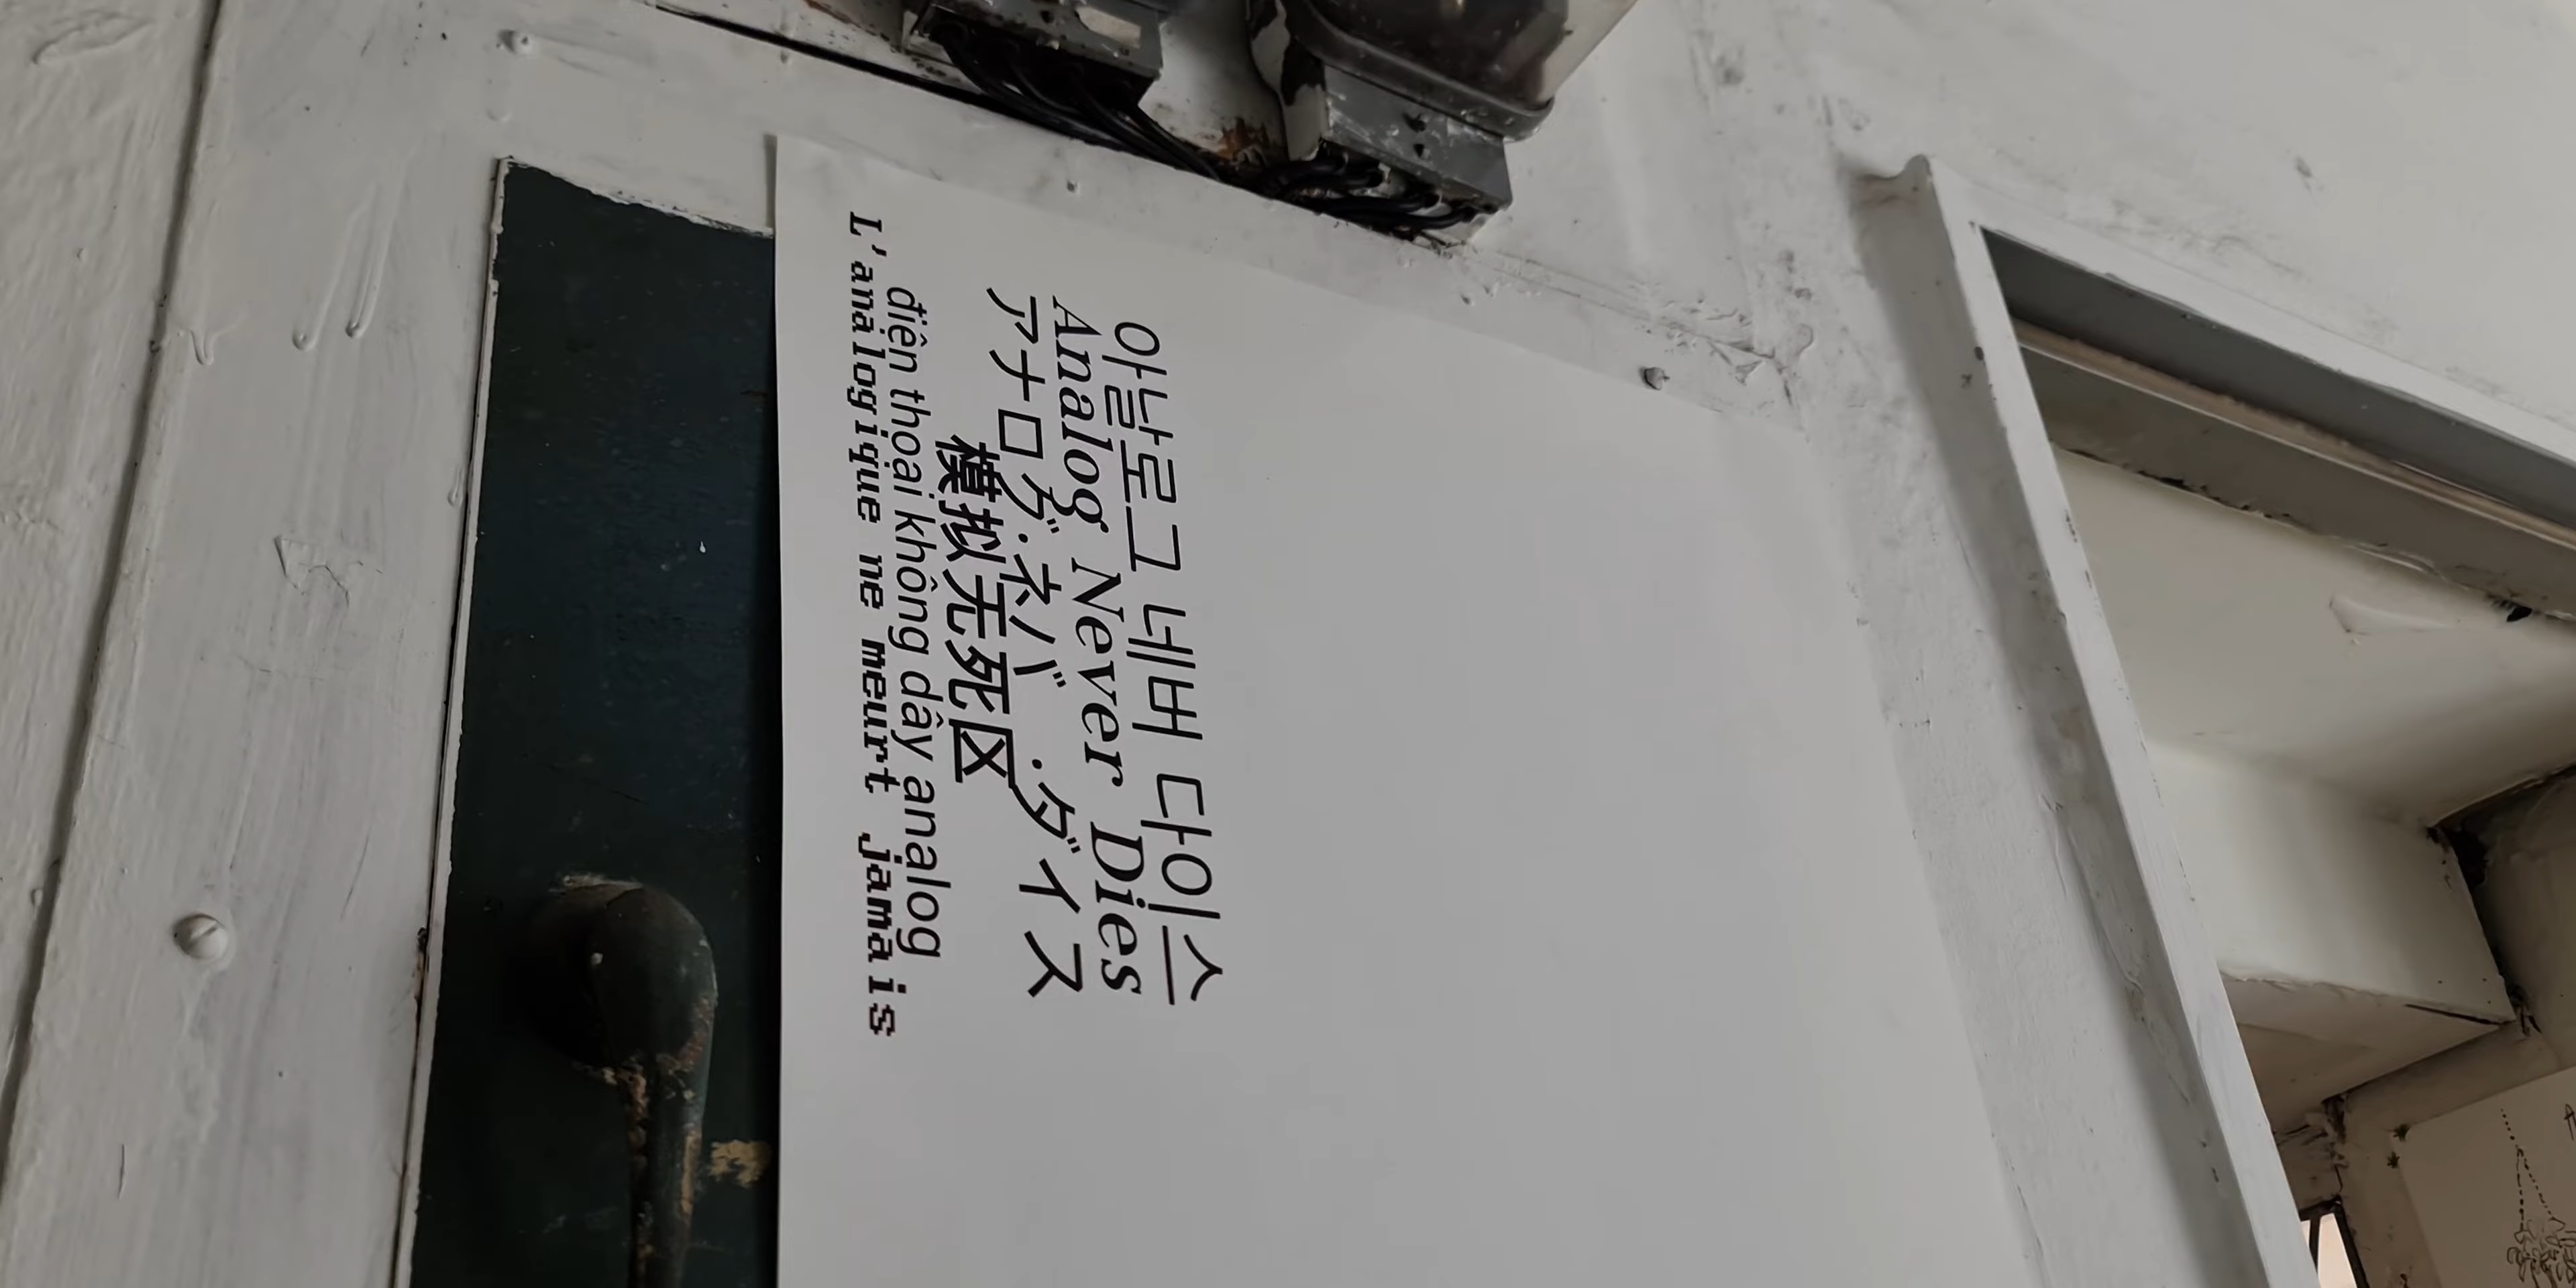 아날로그 네버 다이스
Analog Never Dies
アナログ.ネバ.ダイス
模拟无死区
điện thoại không dây analog
L'analogique ne meurt jamais